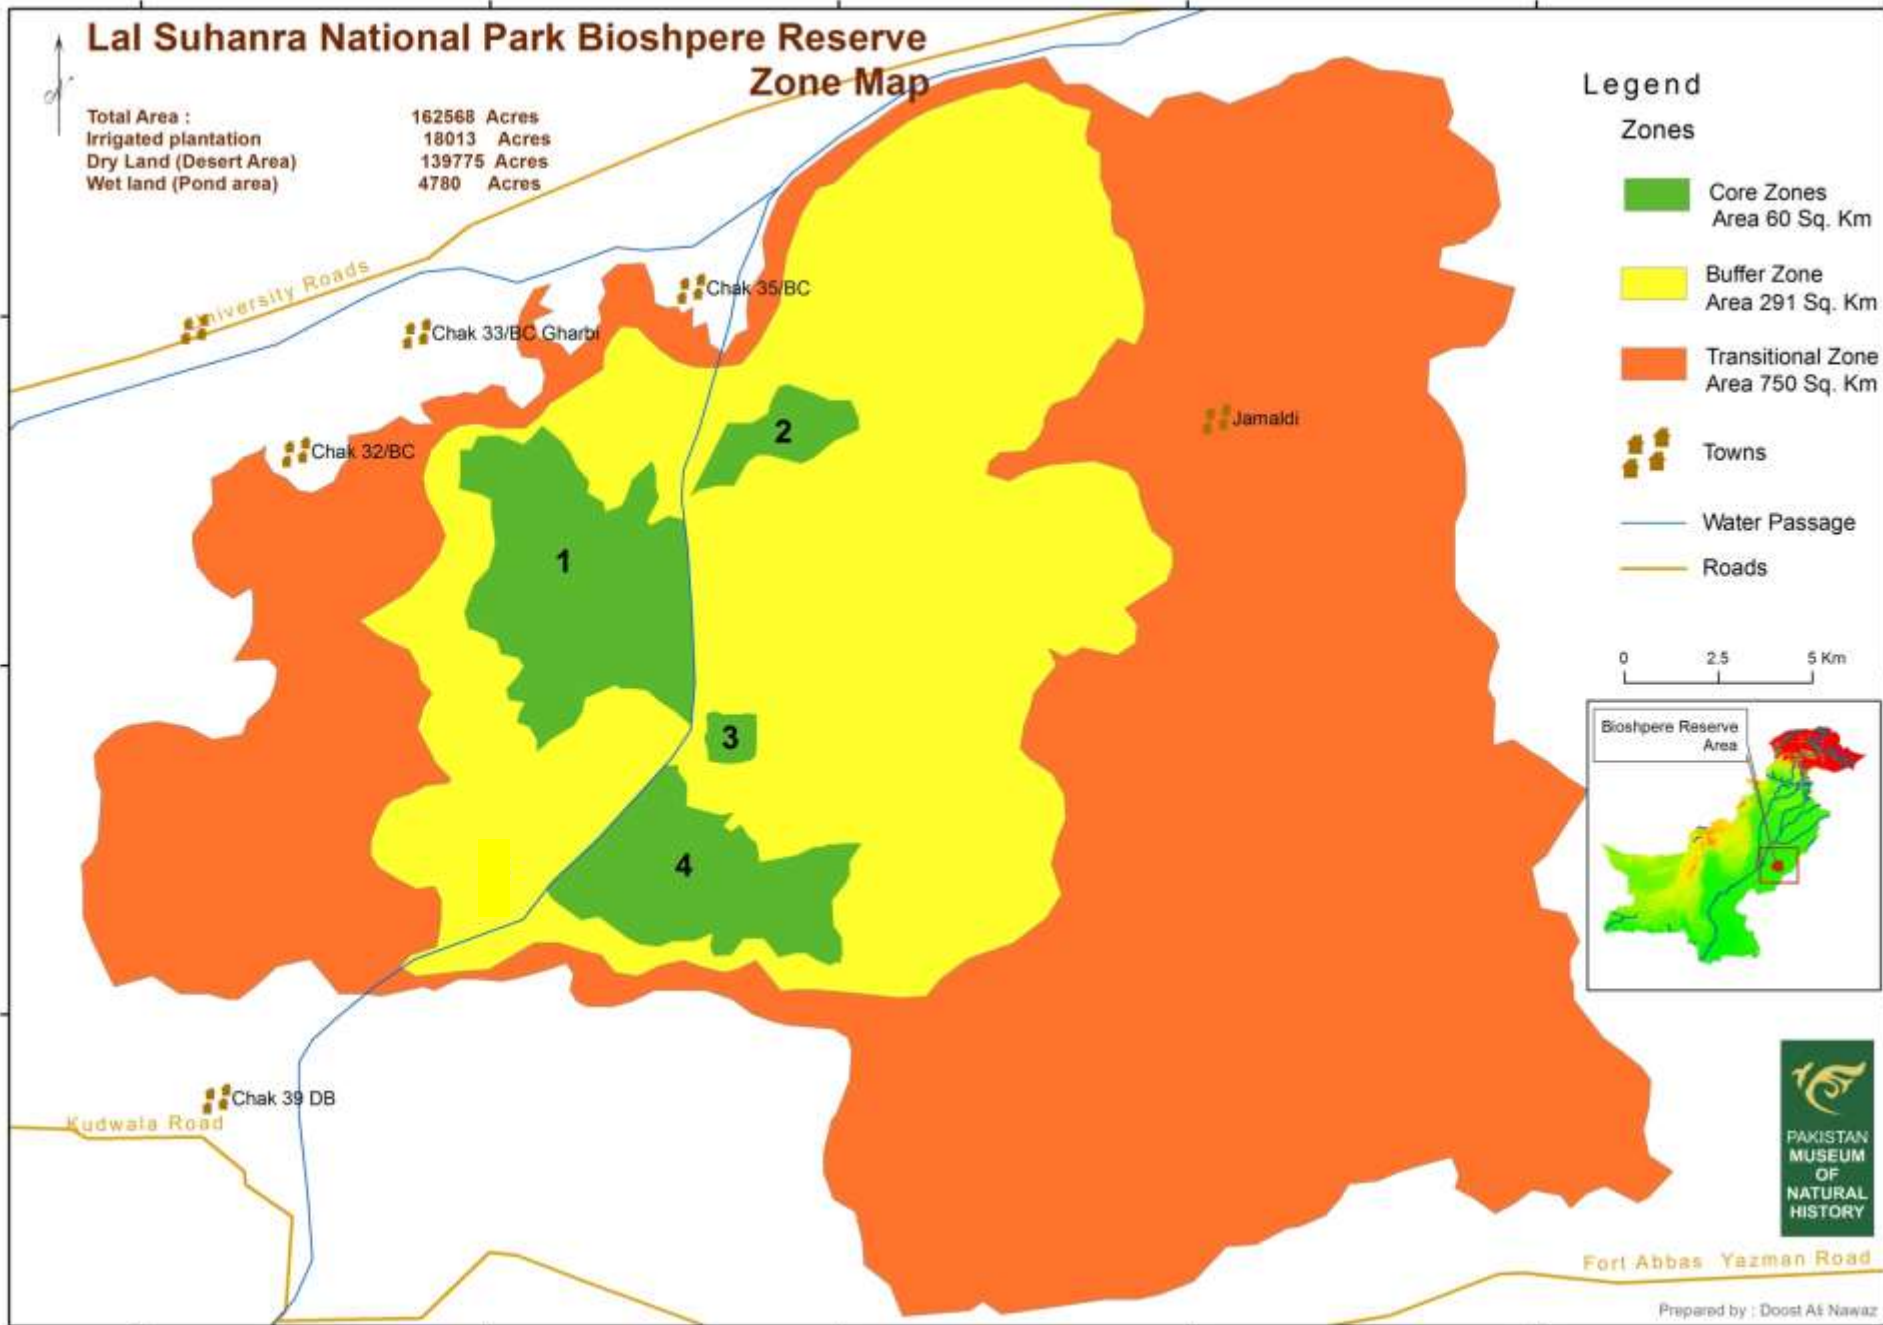 Lal Suhanra National Park Bioshpere Reserve
Zone Map
Total Area : 162568 Acres
Irrigated plantation 18013 Acres
Dry Land (Desert Area) 139775 Acres
Wet land (Pond area) 4780 Acres
University Roads
Chak 35/BC
Chak 33/BC Gharbi
Chak 32/BC
Jamaldi
1
2
3
4
Chak 39 DB
Kudwala Road
Legend
Zones
Core Zones
Area 60 Sq. Km
Buffer Zone
Area 291 Sq. Km
Transitional Zone
Area 750 Sq. Km
Towns
Water Passage
Roads
0 2.5 5 Km
Bioshpere Reserve
Area
PAKISTAN
MUSEUM
OF
NATURAL
HISTORY
Fort Abbas Yazman Road
Prepared by : Doost Ali Nawaz